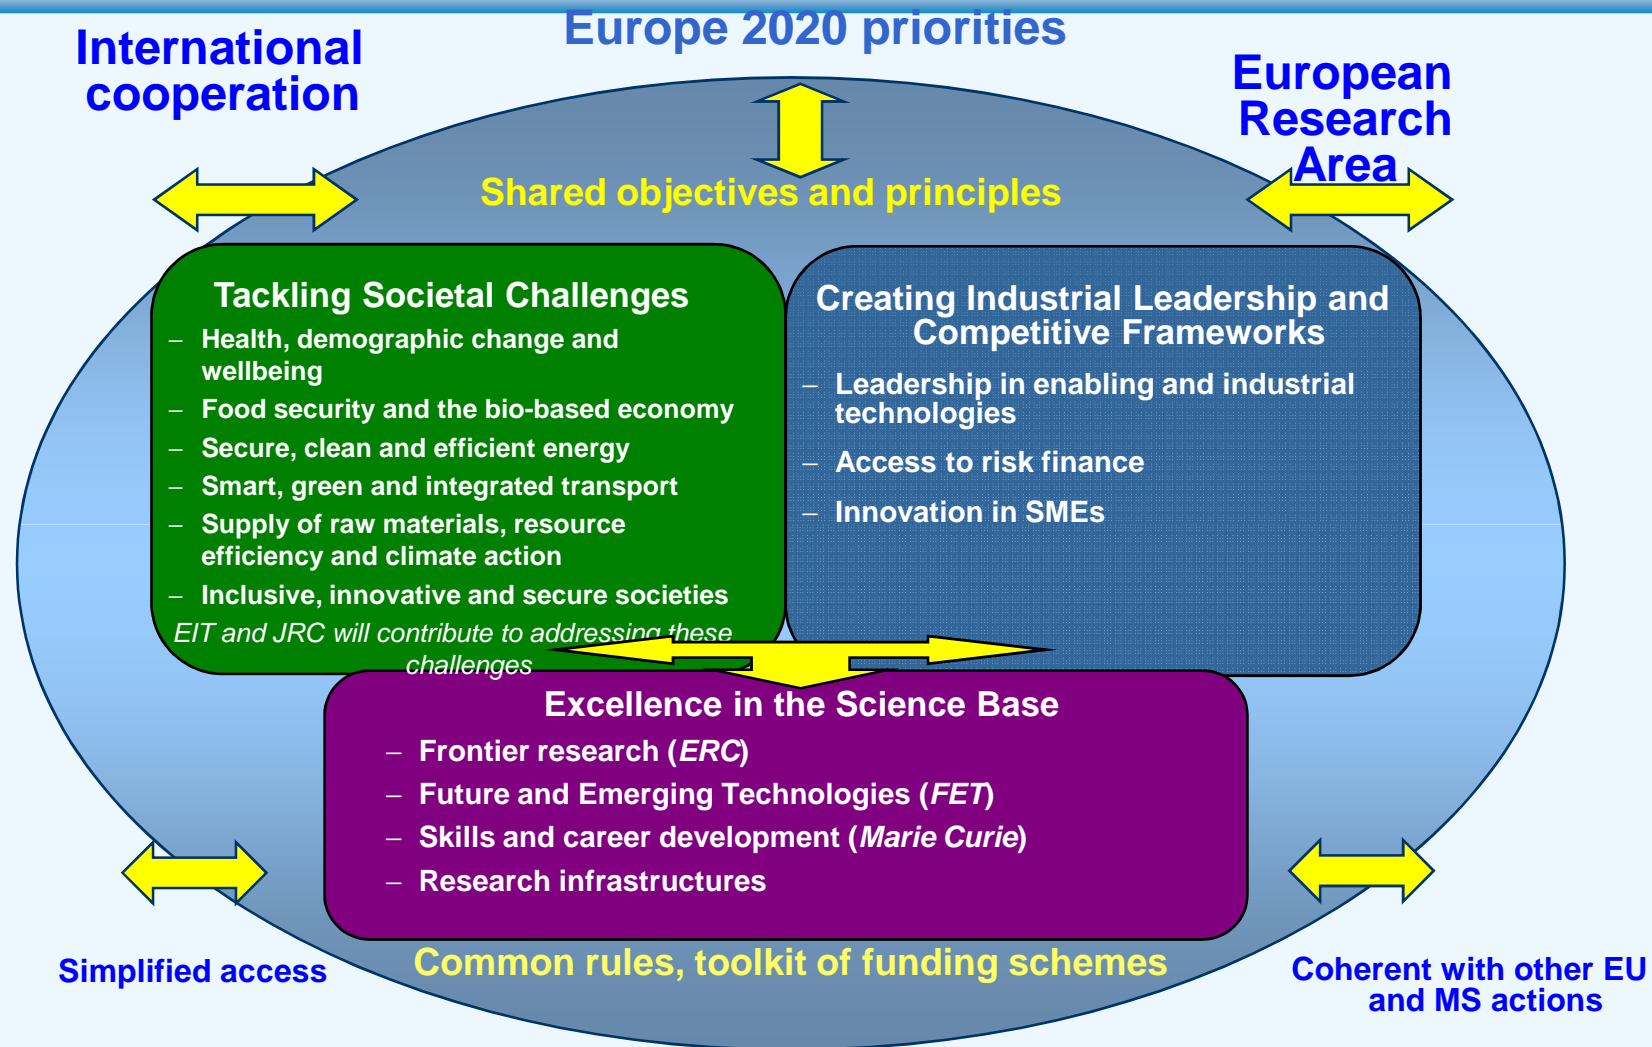 Europe 2020 priorities
International
cooperation
European
Research
Area
Shared objectives and principles
Tackling Societal Challenges
– Health, demographic change and
wellbeing
– Food security and the bio-based economy
– Secure, clean and efficient energy
– Smart, green and integrated transport
– Supply of raw materials, resource
efficiency and climate action
– Inclusive, innovative and secure societies
EIT and JRC will contribute to addressing these
challenges
Creating Industrial Leadership and
Competitive Frameworks
– Leadership in enabling and industrial
technologies
– Access to risk finance
– Innovation in SMEs
Excellence in the Science Base
– Frontier research (ERC)
– Future and Emerging Technologies (FET)
– Skills and career development (Marie Curie)
– Research infrastructures
Common rules, toolkit of funding schemes
Simplified access
Coherent with other EU
and MS actions